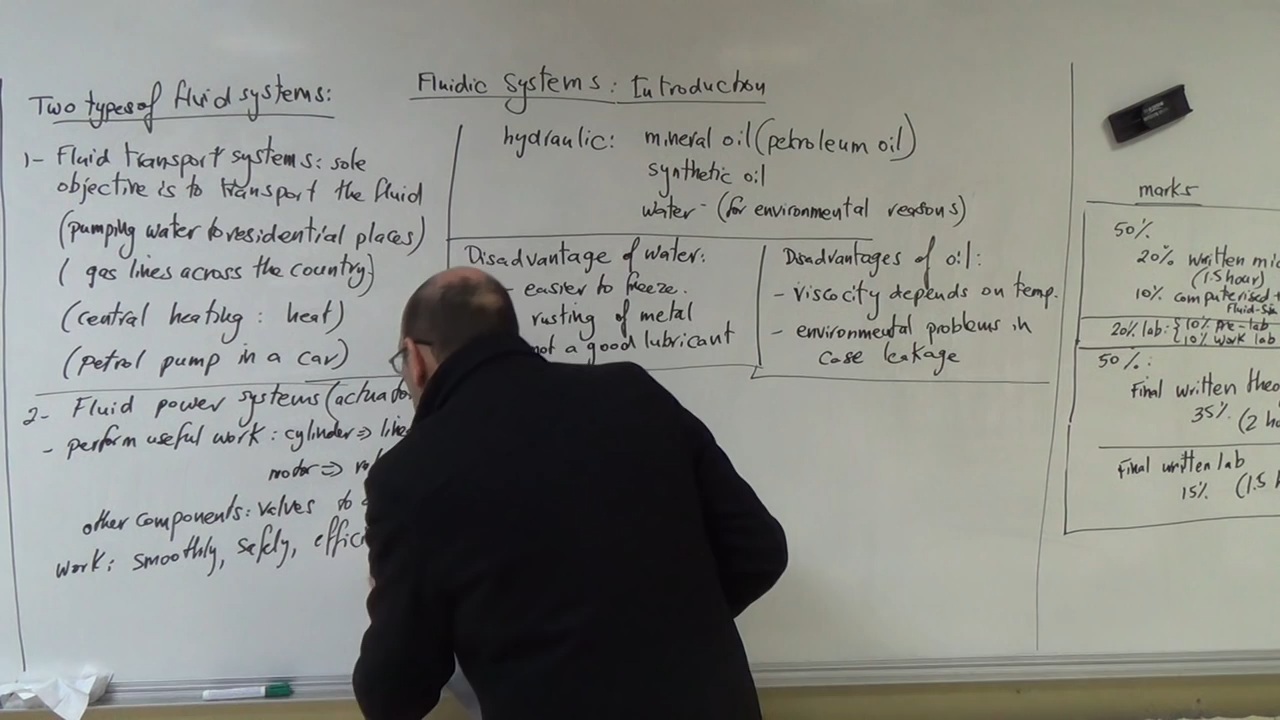 Fluidic Systems: Introduction
Two types of fluid systems:
1- Fluid transport systems: sole
objective is to transport the fluid
(pumping water to residential places)
( gas lines across the country)
(central heating : heat)
(petrol pump in a car)
2- Fluid power systems (actuato
- perform useful work : cylinder ⇒ line
motor ⇒
other components: valves to
work: smoothly, safely, effici
hydraulic: mineral oil (petroleum oil)
synthetic oil
water - (for environmental reasons)
Disadvantage of water:
- easier to freeze.
rusting of metal
not a good lubricant
Disadvantages of oil:
- viscocity depends on temp.
- environmental problems in
case leakage
marks
50%
20% written mi
(1.5 hour)
10% computerised
Fluid-Si
20% lab: { 10% pre-lab
10% work lab
50%:
Final written theo
35% (2 h
Final written lab
15% (1.5 h